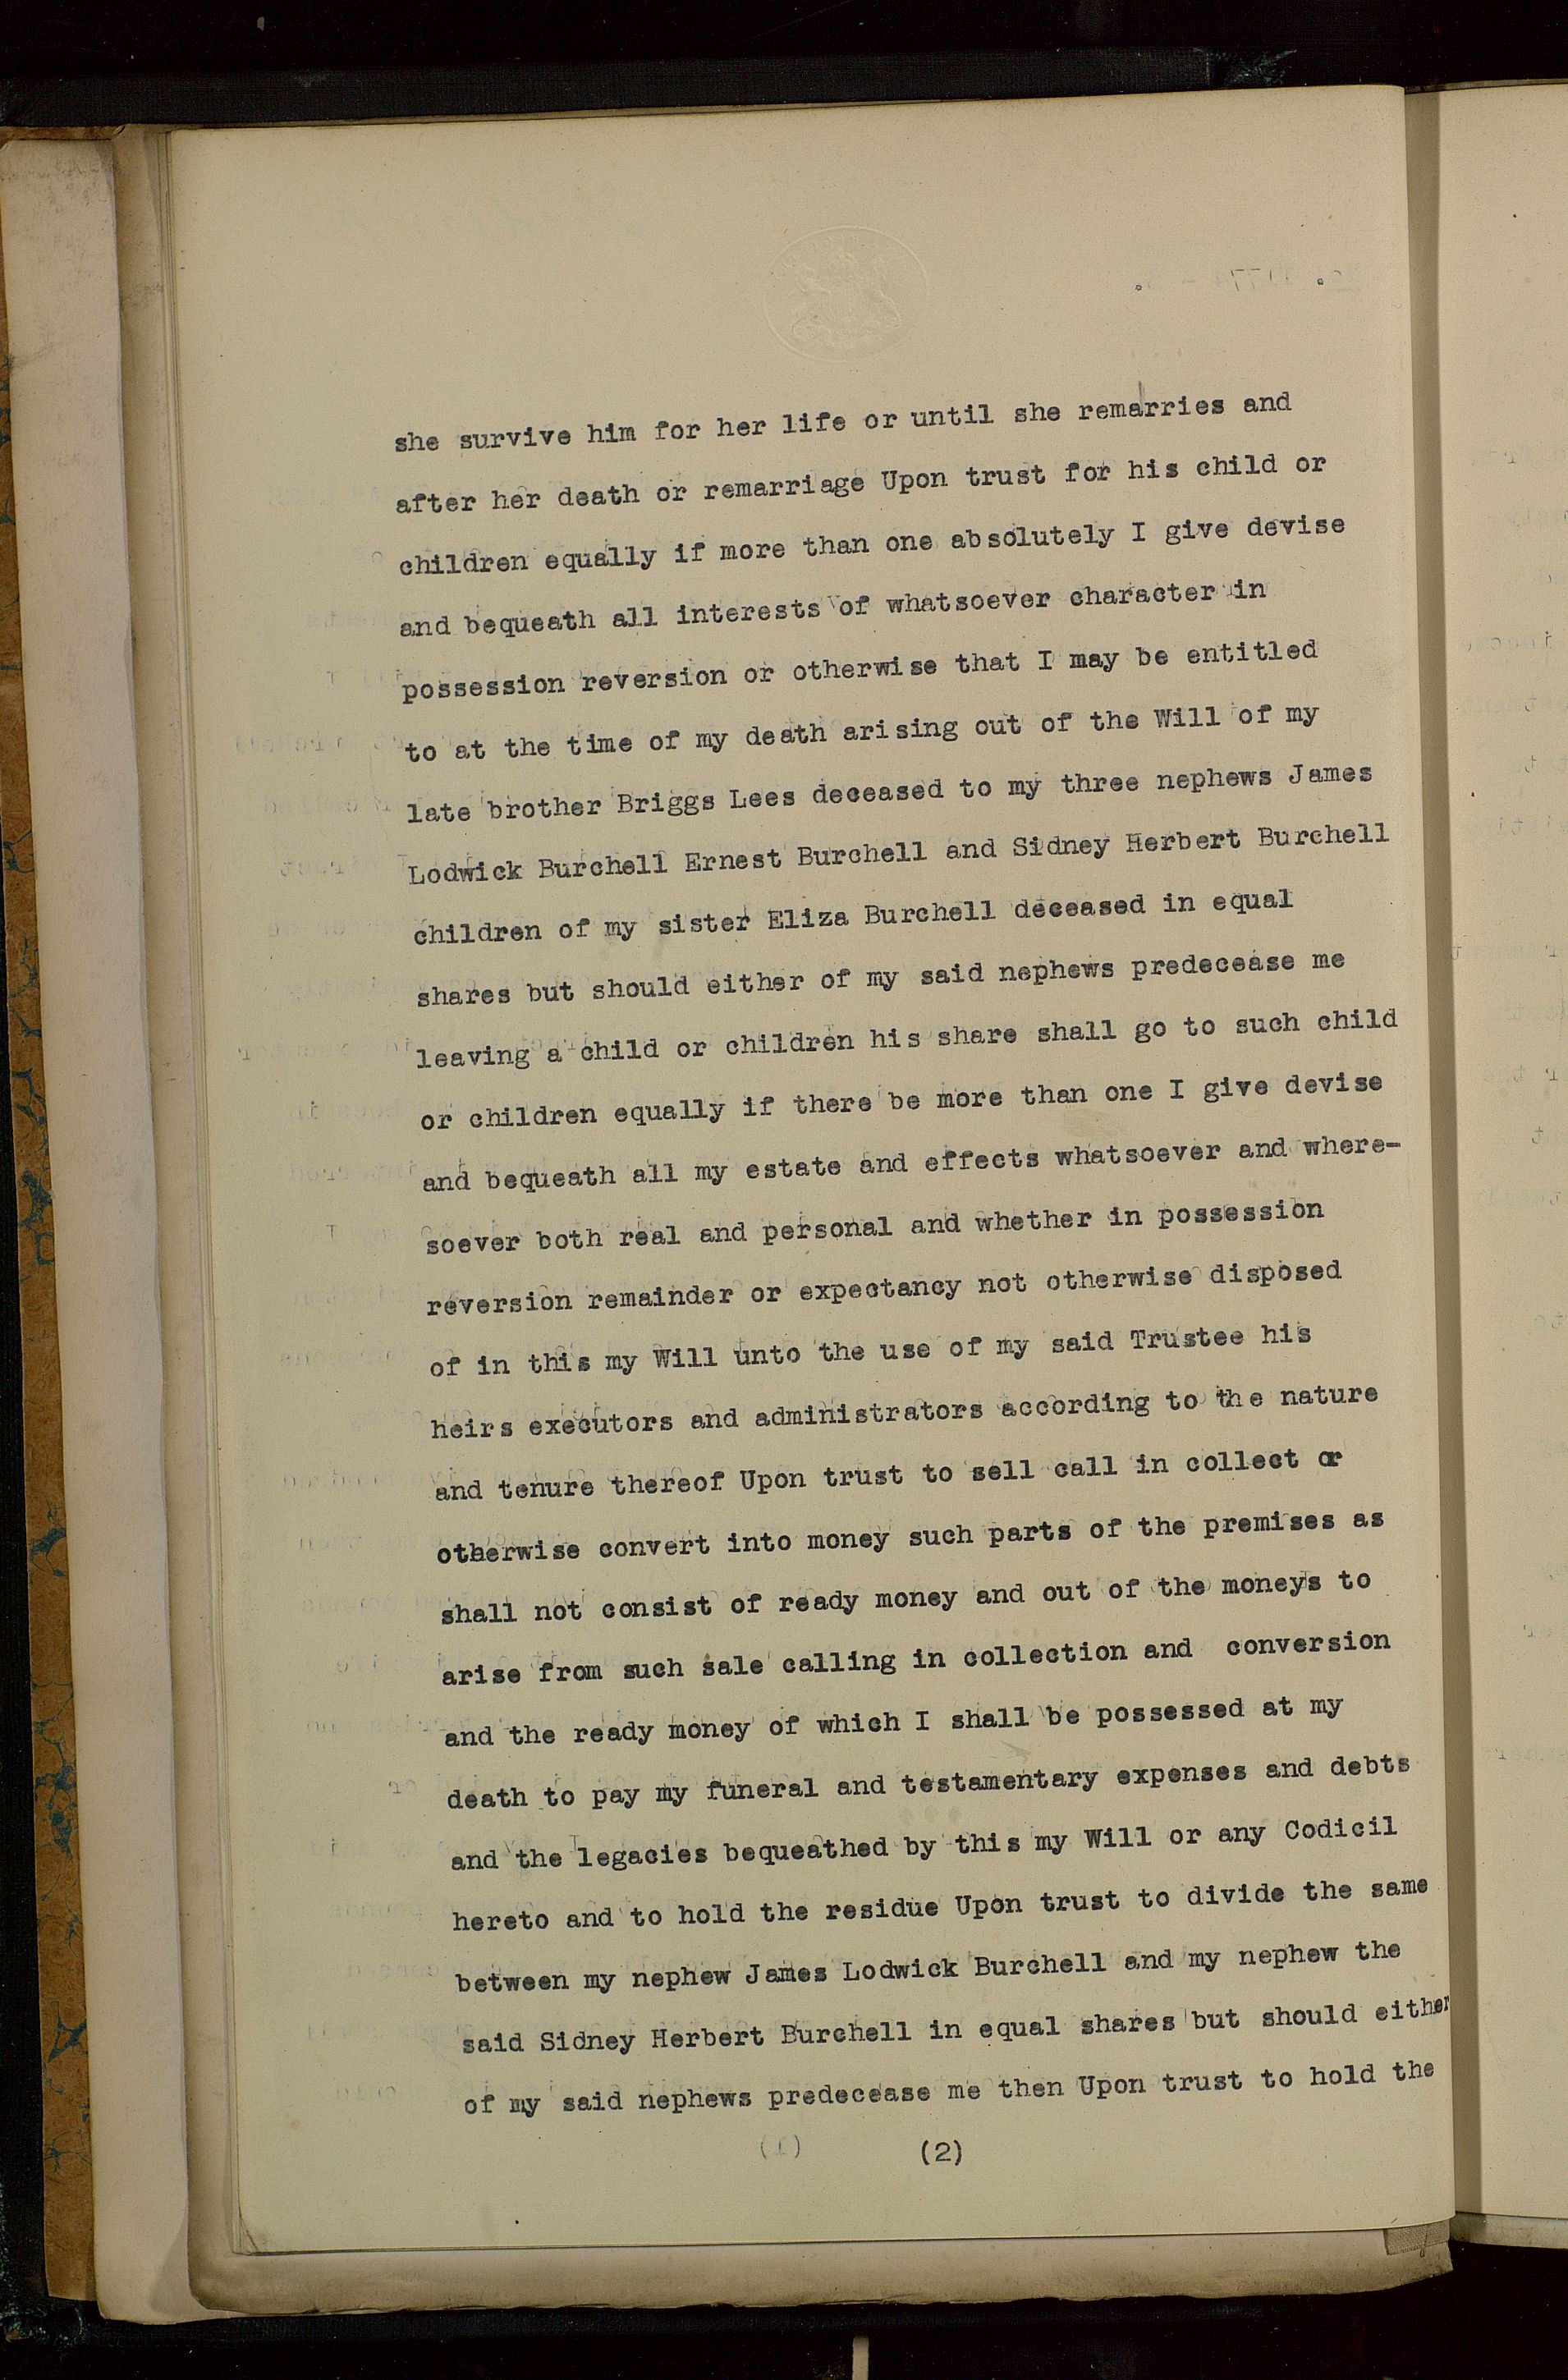 she survive him for her life or until she remarries and
after her death or remarriage Upon trust for his child or
children equally if more than one absolutely I give devise
and bequeath all interests of whatsoever character in
possession reversion or otherwise that I may be entitled
to at the time of my death arising out of the Will of my
late brother Briggs Lees deceased to my three nephews James
Lodwick Burchell Ernest Burchell and Sidney Herbert Burchell
children of my sister Eliza Burchell deceased in equal
shares but should either of my said nephews predecease me
leaving a child or children his share shall go to such child
or children equally if there be more than one I give devise
and bequeath all my estate and effects whatsoever and where-
soever both real and personal and whether in possession
reversion remainder or expectancy not otherwise disposed
of in this my Will unto the use of my said Trustee his
heirs executors and administrators according to the nature
and tenure thereof Upon trust to sell call in collect or
otherwise convert into money such parts of the premises as
shall not consist of ready money and out of the moneys to
arise from such sale calling in collection and conversion
and the ready money of which I shall be possessed at my
death to pay my funeral and testamentary expenses and debts
and the legacies bequeathed by this my Will or any Codicil
hereto and to hold the residue Upon trust to divide the same
between my nephew James Lodwick Burchell and my nephew the
said Sidney Herbert Burchell in equal shares but should either
of my said nephews predecease me then Upon trust to hold the
(2)